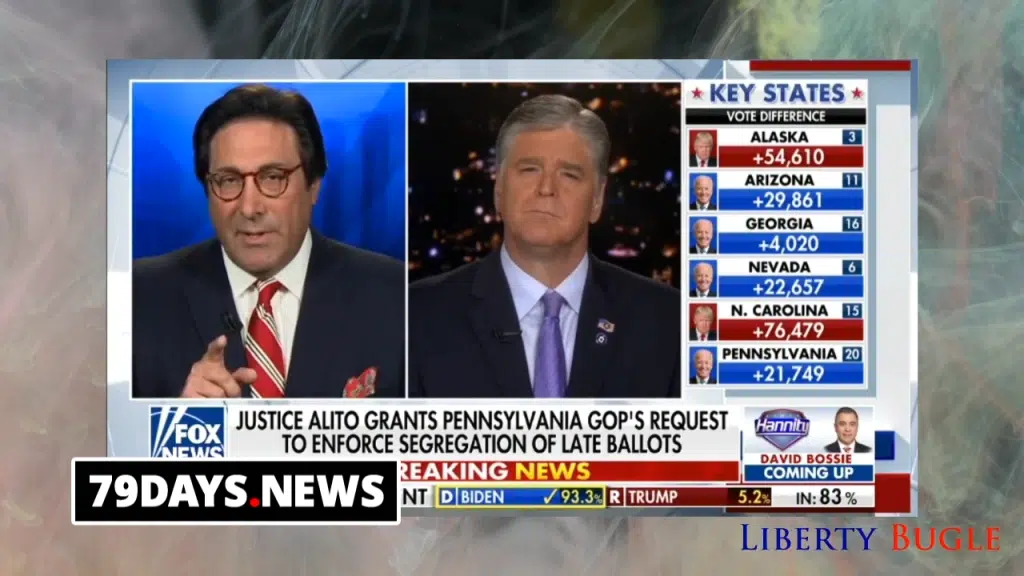 KEY STATES
VOTE DIFFERENCE
ALASKA 3
+54,610
ARIZONA 11
+29,861
GEORGIA 16
+4,020
NEVADA 6
+22,657
N. CAROLINA 15
+76,479
PENNSYLVANIA 20
+21,749
FOX
NEWS
JUSTICE ALITO GRANTS PENNSYLVANIA GOP'S REQUEST
TO ENFORCE SEGREGATION OF LATE BALLOTS
Hannity
DAVID BOSSIE
COMING UP
REAKING NEWS
79DAYS.NEWS
NT D BIDEN ✓ 93.3% R TRUMP 5.2% IN: 83%
LIBERTY BUGLE